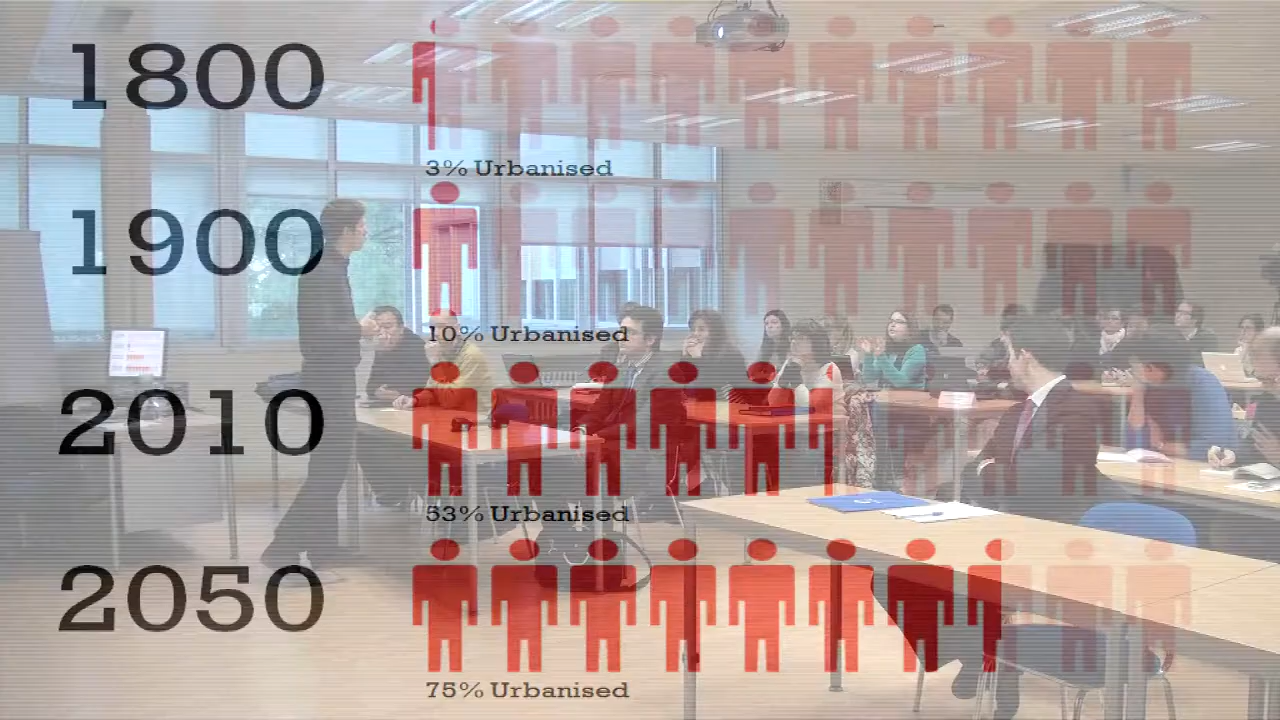 1800
3% Urbanised
1900
10% Urbanised
2010
53% Urbanised
2050
75% Urbanised